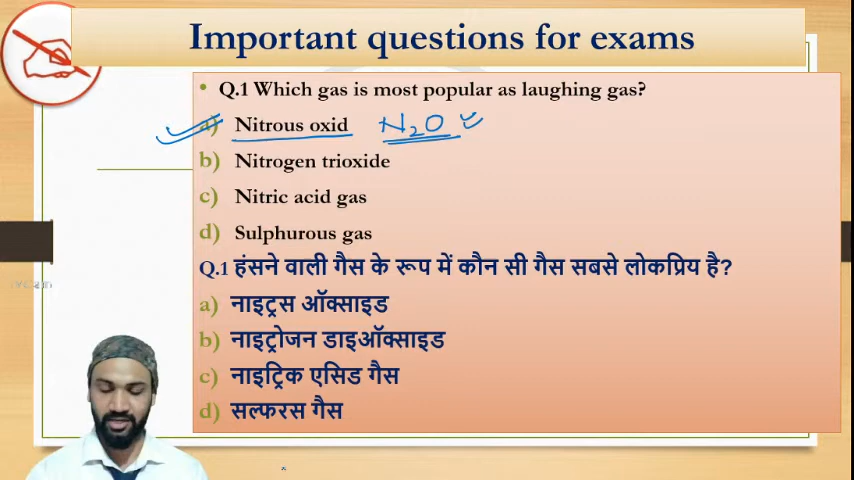 Important questions for exams
• Q.1 Which gas is most popular as laughing gas?
a) Nitrous oxid N2O
b) Nitrogen trioxide
c) Nitric acid gas
d) Sulphurous gas
Q.1 हंसने वाली गैस के रूप में कौन सी गैस सबसे लोकप्रिय है?
a) नाइट्रस ऑक्साइड
b) नाइट्रोजन डाइऑक्साइड
c) नाइट्रिक एसिड गैस
d) सल्फरस गैस